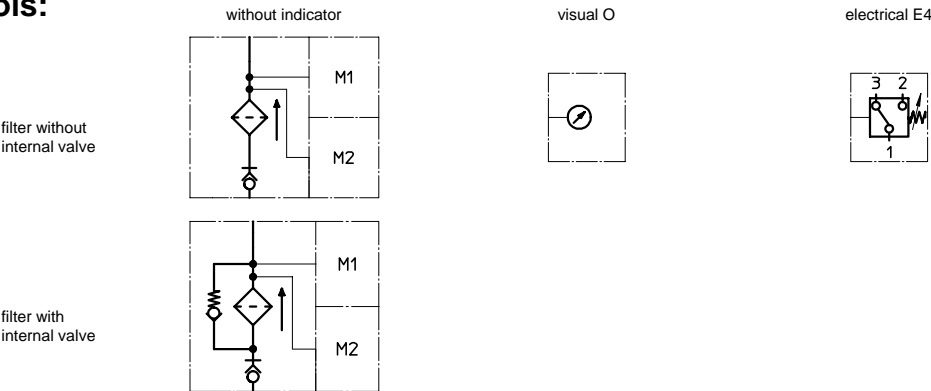 without indicator
visual O
electrical E4
M1
M2
3 2
1
filter without
internal valve
M1
M2
filter with
internal valve